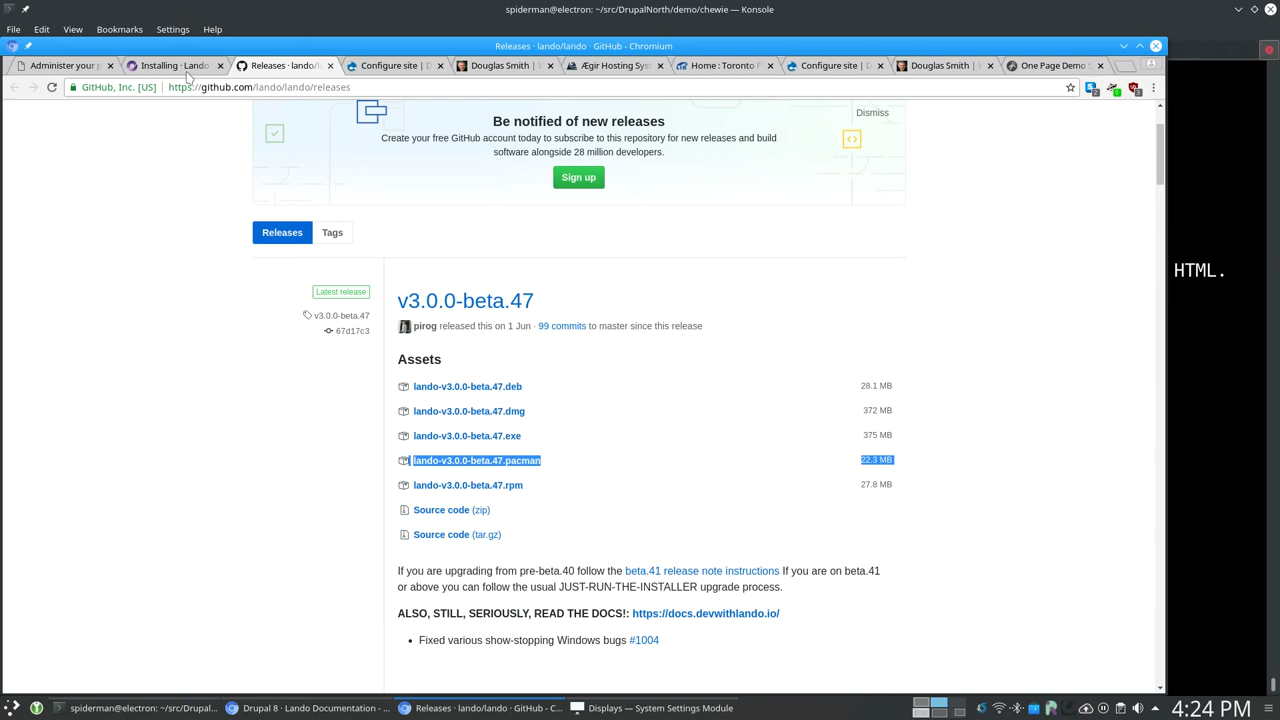 spiderman@electron: ~/src/DrupalNorth/demo/chewie — Konsole
File Edit View Bookmarks Settings Help
Releases · lando/lando · GitHub - Chromium
Administer your p
Installing · Lando
Releases · lando/l
Configure site | D
Douglas Smith | W
Ægir Hosting Sys
Home : Toronto P
Configure site | D
Douglas Smith | W
One Page Demo S
GitHub, Inc. [US] https://github.com/lando/lando/releases
Be notified of new releases
Dismiss
Create your free GitHub account today to subscribe to this repository for new releases and build
software alongside 28 million developers.
Sign up
Releases Tags
HTML.
Latest release
v3.0.0-beta.47
67d17c3
v3.0.0-beta.47
pirog released this on 1 Jun · 99 commits to master since this release
Assets
lando-v3.0.0-beta.47.deb 28.1 MB
lando-v3.0.0-beta.47.dmg 372 MB
lando-v3.0.0-beta.47.exe 375 MB
lando-v3.0.0-beta.47.pacman 22.3 MB
lando-v3.0.0-beta.47.rpm 27.8 MB
Source code (zip)
Source code (tar.gz)
If you are upgrading from pre-beta.40 follow the beta.41 release note instructions If you are on beta.41
or above you can follow the usual JUST-RUN-THE-INSTALLER upgrade process.
ALSO, STILL, SERIOUSLY, READ THE DOCS!: https://docs.devwithlando.io/
• Fixed various show-stopping Windows bugs #1004
spiderman@electron: ~/src/Drupal...
Drupal 8 · Lando Documentation - ...
Releases · lando/lando · GitHub - C...
Displays — System Settings Module
4:24 PM